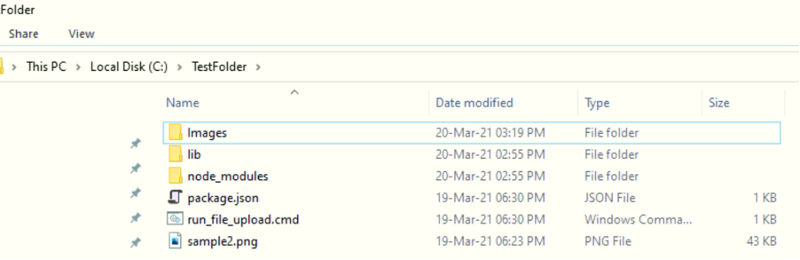 tFolder
Share View
This PC > Local Disk (C:) > TestFolder >
Name Date modified Type Size
Images 20-Mar-21 03:19 PM File folder
lib 20-Mar-21 02:55 PM File folder
node_modules 20-Mar-21 02:55 PM File folder
package.json 19-Mar-21 06:30 PM JSON File 1 KB
run_file_upload.cmd 19-Mar-21 06:30 PM Windows Comma... 1 KB
sample2.png 19-Mar-21 06:23 PM PNG File 43 KB